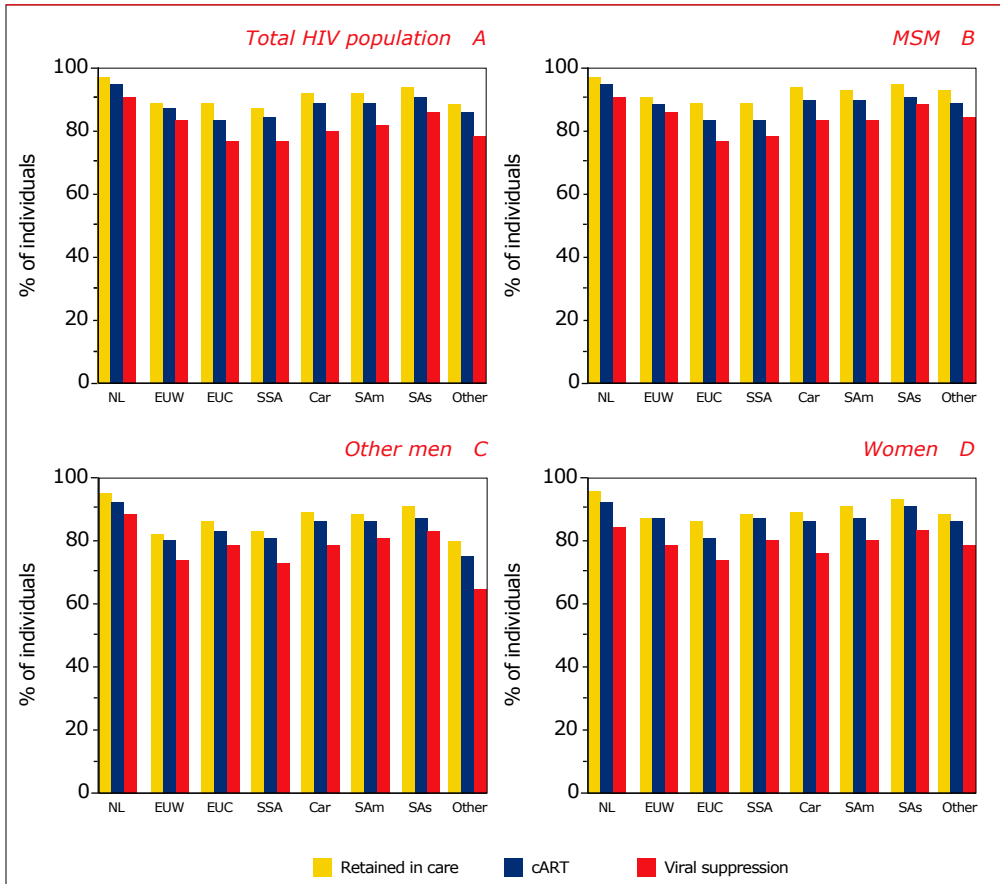 Total HIV population A
100
80
60
40
20
0
% of individuals
NL EUW EUC SSA Car SAm SAs Other
MSM B
100
80
60
40
20
0
% of individuals
NL EUW EUC SSA Car SAm SAs Other
Other men C
100
80
60
40
20
0
% of individuals
NL EUW EUC SSA Car SAm SAs Other
Women D
100
80
60
40
20
0
% of individuals
NL EUW EUC SSA Car SAm SAs Other
Retained in care cART Viral suppression